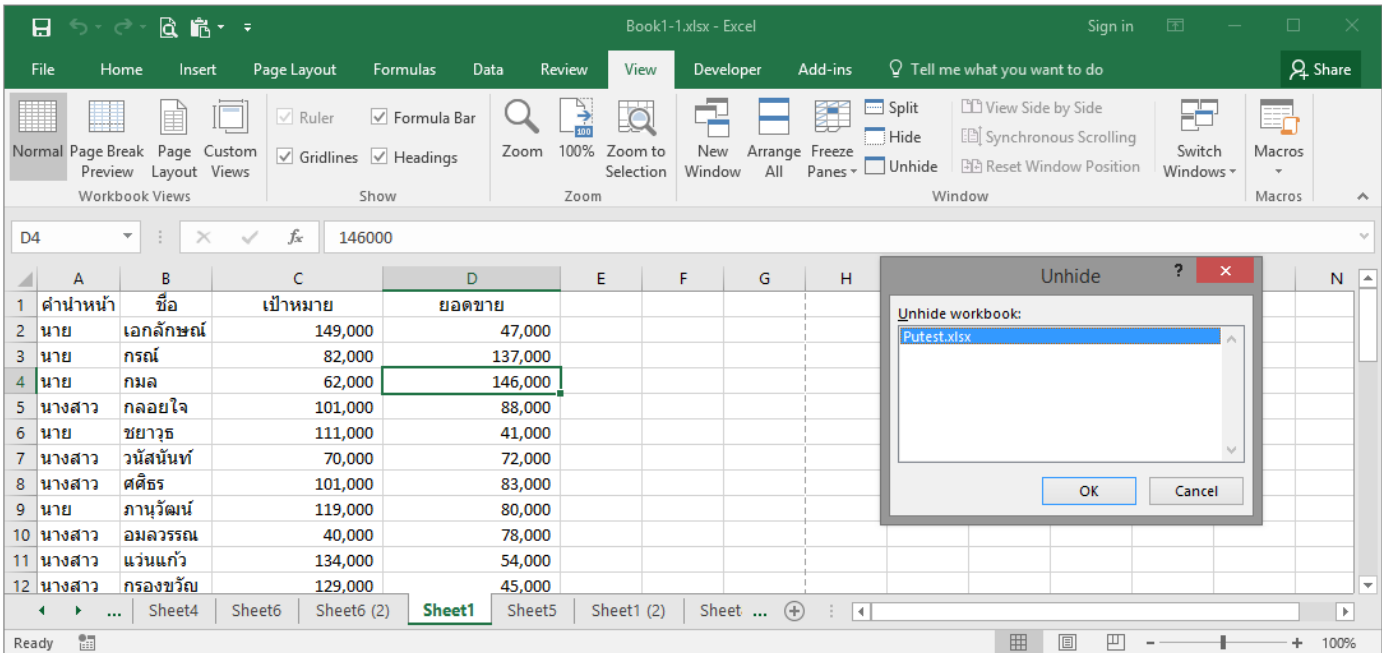 Book1-1.xlsx - Excel
Sign in
File Home Insert Page Layout Formulas Data Review View Developer Add-ins Tell me what you want to do Share
Normal Page Break Preview Page Layout Custom Views
Ruler Formula Bar
Gridlines Headings
Zoom 100% Zoom to Selection
New Window Arrange All Freeze Panes
Split
Hide
Unhide
View Side by Side
Synchronous Scrolling
Reset Window Position
Switch Windows
Macros
Workbook Views Show Zoom Window Macros
D4 fx 146000
A B C D E F G H N
1 คำนำหน้า ชื่อ เป้าหมาย ยอดขาย
2 นาย เอกลักษณ์ 149,000 47,000
3 นาย กรณ์ 82,000 137,000
4 นาย กมล 62,000 146,000
5 นางสาว กลอยใจ 101,000 88,000
6 นาย ชยาวุธ 111,000 41,000
7 นางสาว วนัสนันท์ 70,000 72,000
8 นางสาว ศศิธร 101,000 83,000
9 นาย ภานุวัฒน์ 119,000 80,000
10 นางสาว อมลวรรณ 40,000 78,000
11 นางสาว แว่นแก้ว 134,000 54,000
12 นางสาว กรองขวัญ 129,000 45,000
Unhide ?
Unhide workbook:
Putest.xlsx
OK Cancel
... Sheet4 Sheet6 Sheet6 (2) Sheet1 Sheet5 Sheet1 (2) Sheet ...
Ready 100%